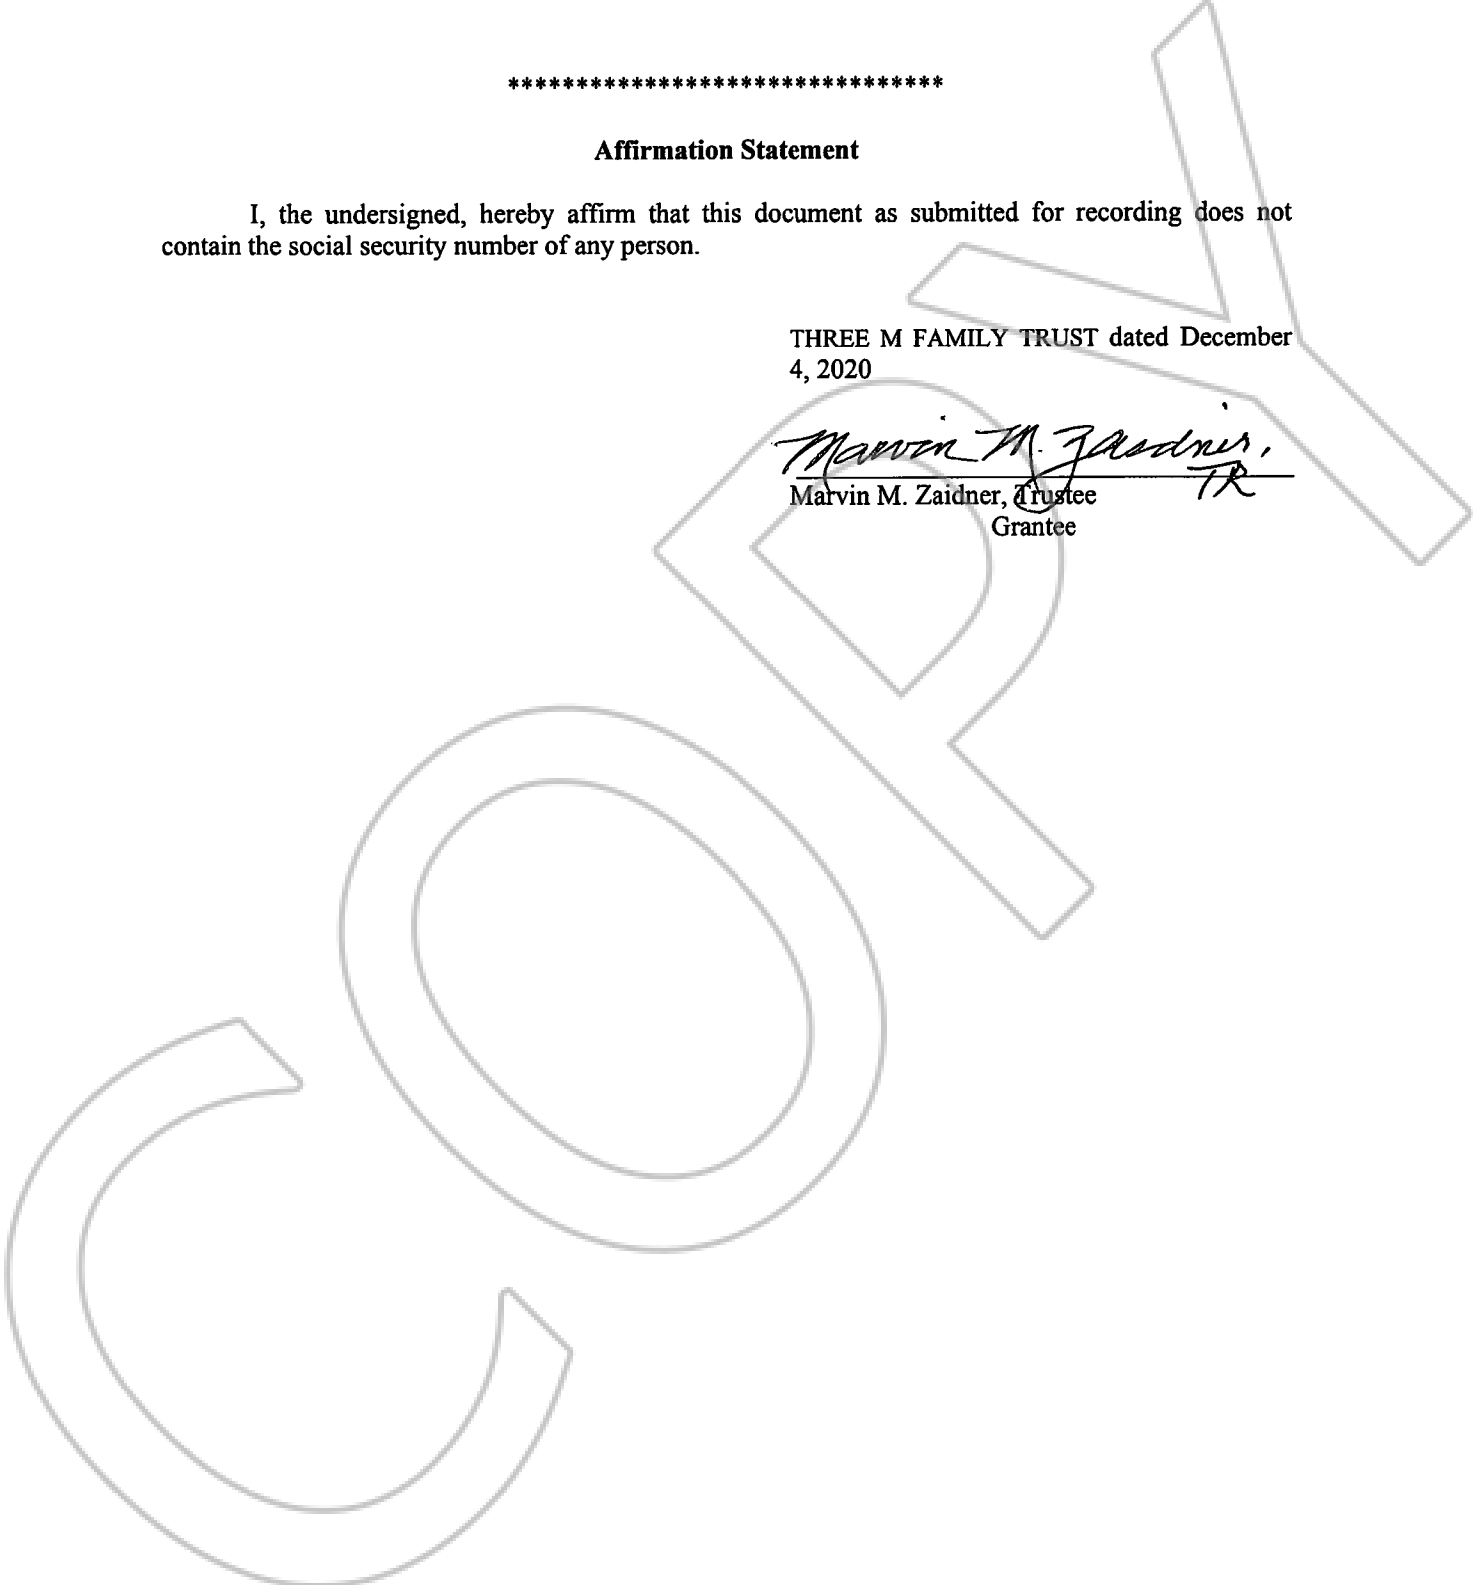 ********************************
Affirmation Statement
I, the undersigned, hereby affirm that this document as submitted for recording does not
contain the social security number of any person.
THREE M FAMILY TRUST dated December
4, 2020
Marvin M. Zaidner,
TR
Marvin M. Zaidner, Trustee
Grantee
COPY